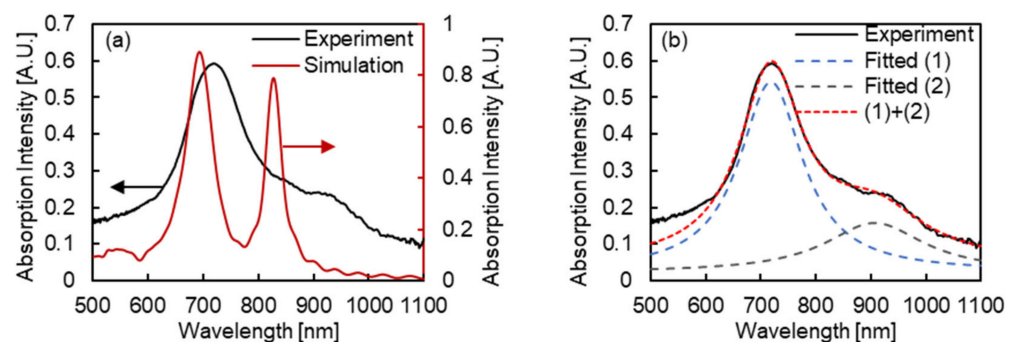 (a)
Experiment
Simulation
Absorption Intensity [A.U.]
0.7
0.6
0.5
0.4
0.3
0.2
0.1
0
1
0.8
0.6
0.4
0.2
0
Absorption Intensity [A.U.]
500 600 700 800 900 1000 1100
Wavelength [nm]
(b)
Experiment
Fitted (1)
Fitted (2)
(1)+(2)
Absorption Intensity [A.U.]
0.7
0.6
0.5
0.4
0.3
0.2
0.1
0
500 600 700 800 900 1000 1100
Wavelength [nm]